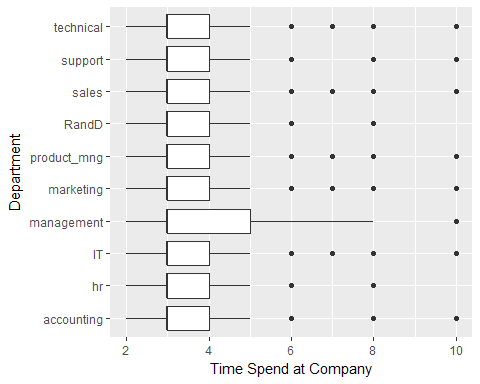 technical
support
sales
RandD
product_mng
marketing
management
IT
hr
accounting
Department
2 4 6 8 10
Time Spend at Company